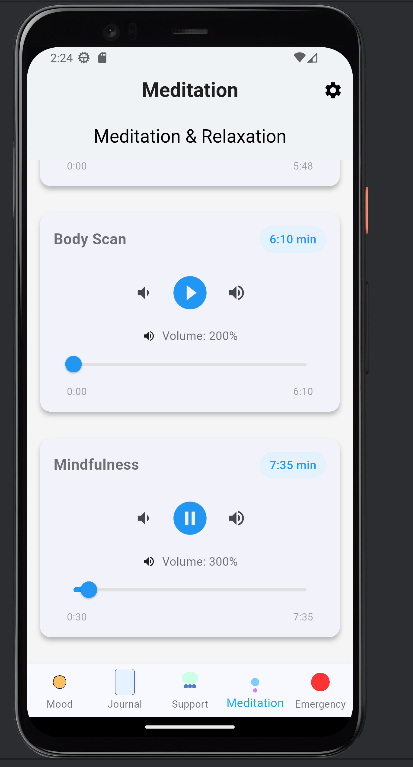 2:24
Meditation
Meditation & Relaxation
0:00 5:48
Body Scan 6:10 min
Volume: 200%
0:00 6:10
Mindfulness 7:35 min
Volume: 300%
0:30 7:35
Mood Journal Support Meditation Emergency